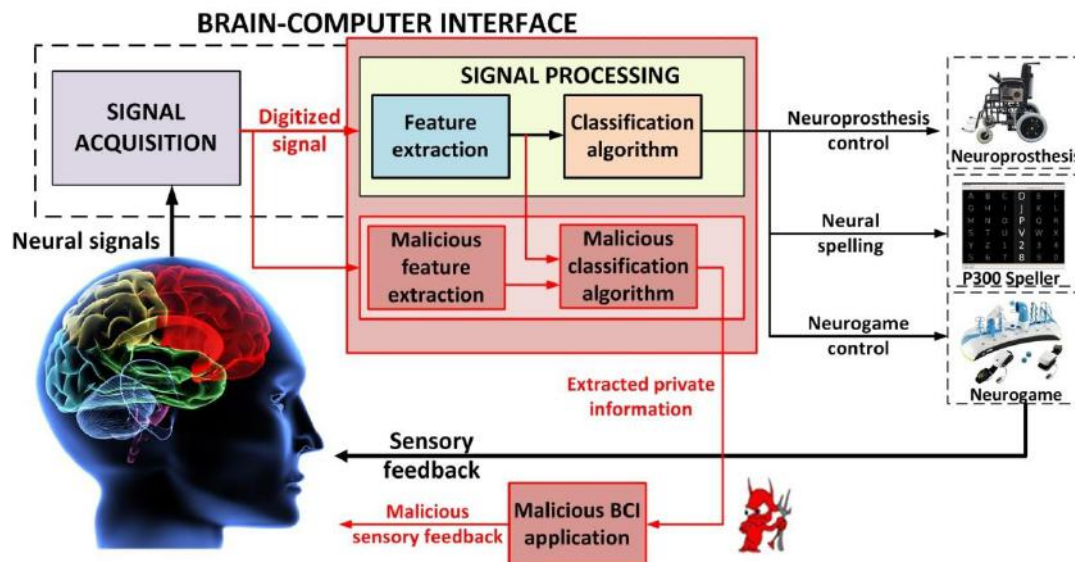 BRAIN-COMPUTER INTERFACE
SIGNAL
ACQUISITION
Digitized
signal
SIGNAL PROCESSING
Feature
extraction
Classification
algorithm
Neuroprosthesis
control
Neuroprosthesis
Neural signals
Malicious
feature
extraction
Malicious
classification
algorithm
Neural
spelling
P300 Speller
Neurogame
control
Neurogame
Extracted private
information
Sensory
feedback
Malicious
sensory feedback
Malicious BCI
application